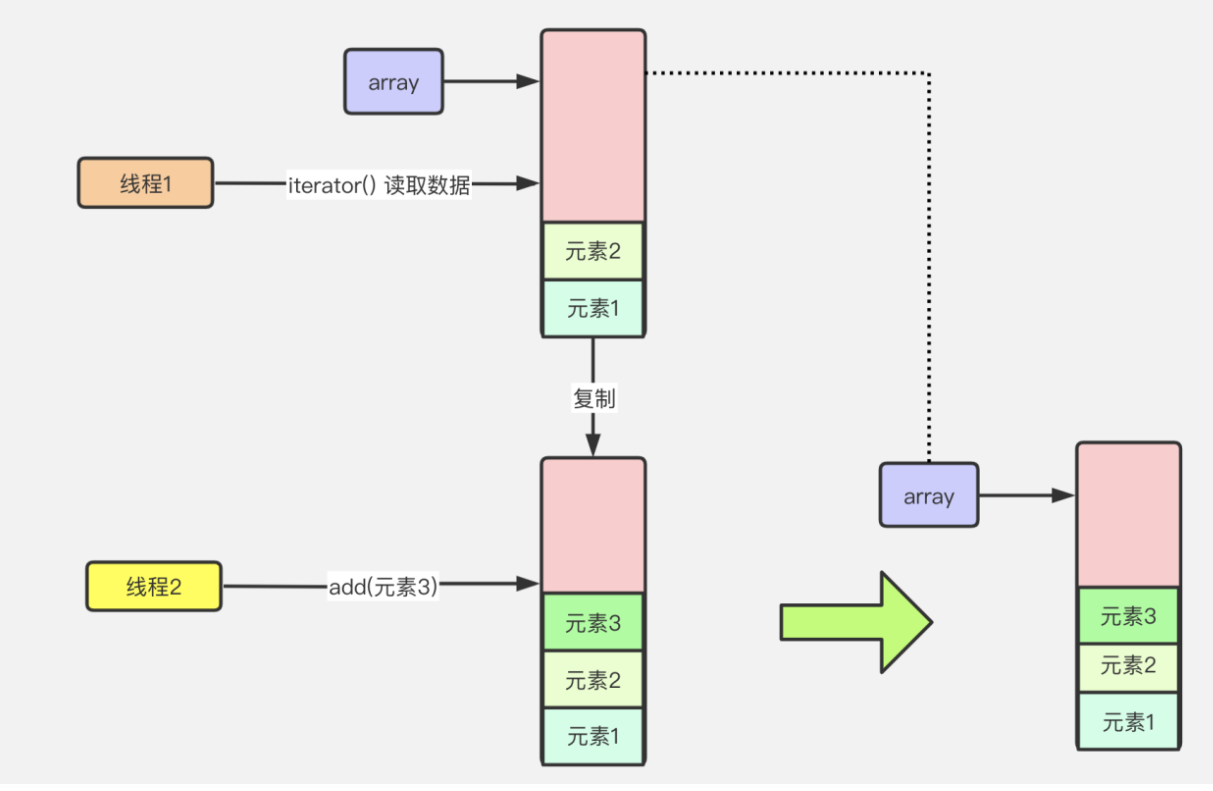 array
线程1
iterator() 读取数据
元素2
元素1
复制
array
线程2
add(元素3)
元素3
元素2
元素1
元素3
元素2
元素1